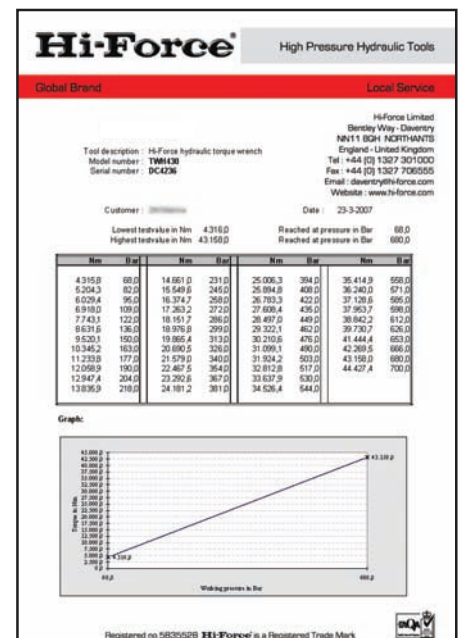 Hi-Force High Pressure Hydraulic Tools
Global Brand Local Service
Hi-Force Limited
Bentley Way - Daventry
NN11 8QH NORTHANTS
England - United Kingdom
Tel : +44 (0) 1327 301000
Fax : +44 (0) 1327 706555
Email : daventry@hi-force.com
Website : www.hi-force.com
Tool description : Hi-Force hydraulic torque wrench
Model number : TWH430
Serial number : DC4236
Customer : Date : 23-3-2007
Lowest testvalue in Nm 4.316,0 Reached at pressure in Bar 68,0
Highest testvalue in Nm 43.158,0 Reached at pressure in Bar 680,0
Nm Bar Nm Bar Nm Bar Nm Bar
4.315,8 68,0 14.661,0 231,0 25.006,3 394,0 35.414,9 558,0
5.204,3 82,0 15.549,6 245,0 25.894,8 408,0 36.240,0 571,0
6.029,4 95,0 16.374,7 258,0 26.783,3 422,0 37.128,6 585,0
6.918,0 109,0 17.263,2 272,0 27.608,4 435,0 37.953,7 598,0
7.743,1 122,0 18.151,7 286,0 28.497,0 449,0 38.842,2 612,0
8.631,6 136,0 18.976,8 299,0 29.322,1 462,0 39.730,7 626,0
9.520,1 150,0 19.865,4 313,0 30.210,6 476,0 41.444,4 653,0
10.345,2 163,0 20.690,5 326,0 31.099,1 490,0 42.269,5 666,0
11.233,8 177,0 21.579,0 340,0 31.924,2 503,0 43.158,0 680,0
12.058,9 190,0 22.467,5 354,0 32.812,8 517,0 44.427,4 700,0
12.947,4 204,0 23.292,6 367,0 33.637,9 530,0
13.835,9 218,0 24.181,2 381,0 34.526,4 544,0
Graph:
Torque in Nm
Working pressure in Bar
Registered no.5835526 Hi-Force is a Registered Trade Mark